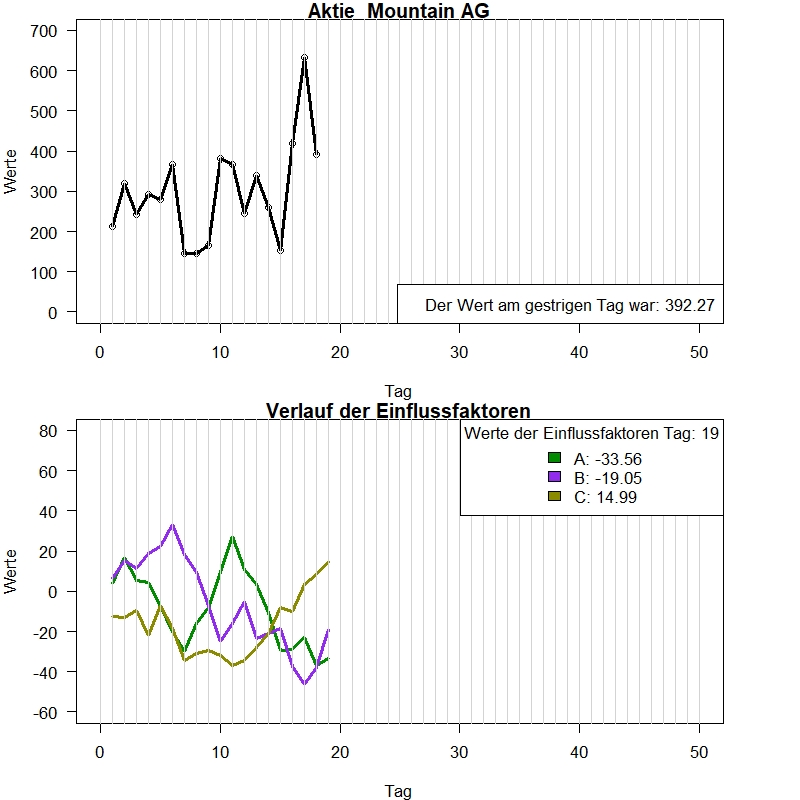 Aktie  Mountain AG
700
600
500
400
300
200
100
0
Werte
Der Wert am gestrigen Tag war: 392.27
0 10 20 30 40 50
Tag
Verlauf der Einflussfaktoren
80
60
40
20
0
-20
-40
-60
Werte
Werte der Einflussfaktoren Tag: 19
A: -33.56
B: -19.05
C: 14.99
0 10 20 30 40 50
Tag